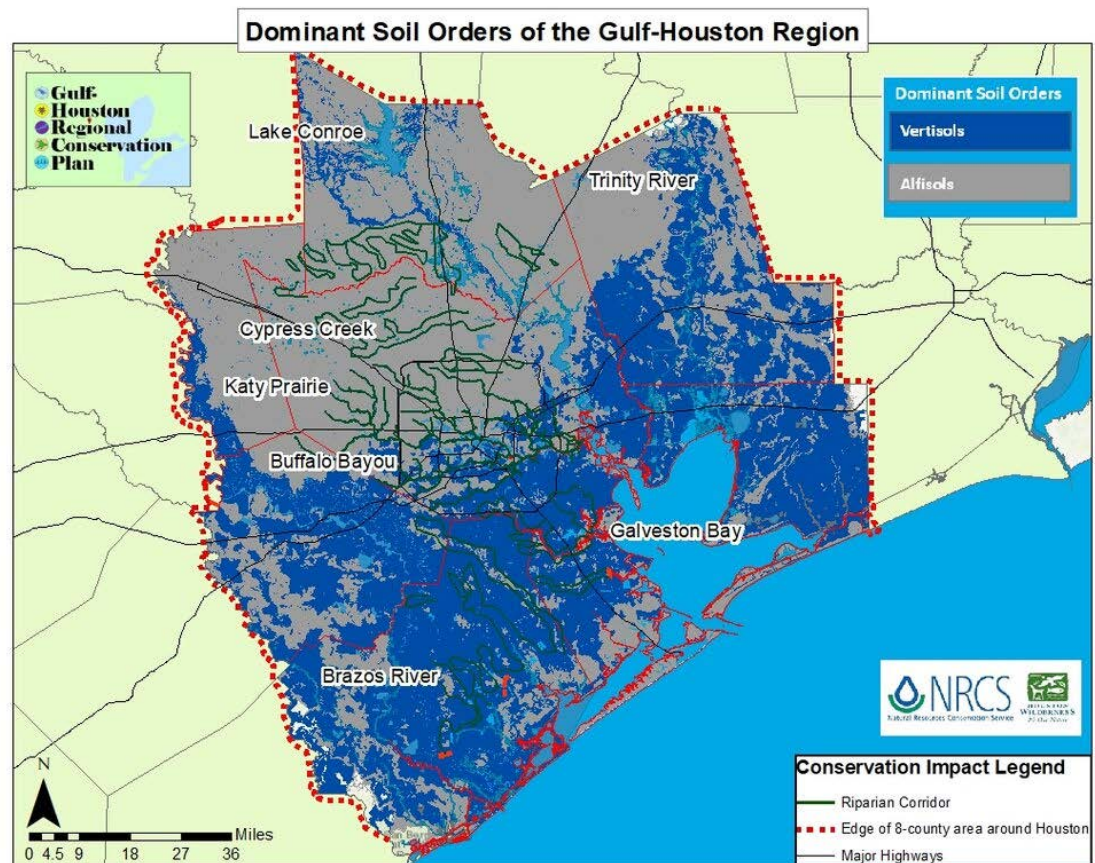 Dominant Soil Orders of the Gulf-Houston Region
Gulf-
Houston
Regional
Conservation
Plan
Dominant Soil Orders
Vertisols
Alfisols
Lake Conroe
Trinity River
Cypress Creek
Katy Prairie
Buffalo Bayou
Galveston Bay
Brazos River
NRCS
Natural Resources Conservation Service
HOUSTON
WILDERNESS
N
Miles
0 4.5 9 18 27 36
Conservation Impact Legend
Riparian Corridor
Edge of 8-county area around Houston
Major Highways